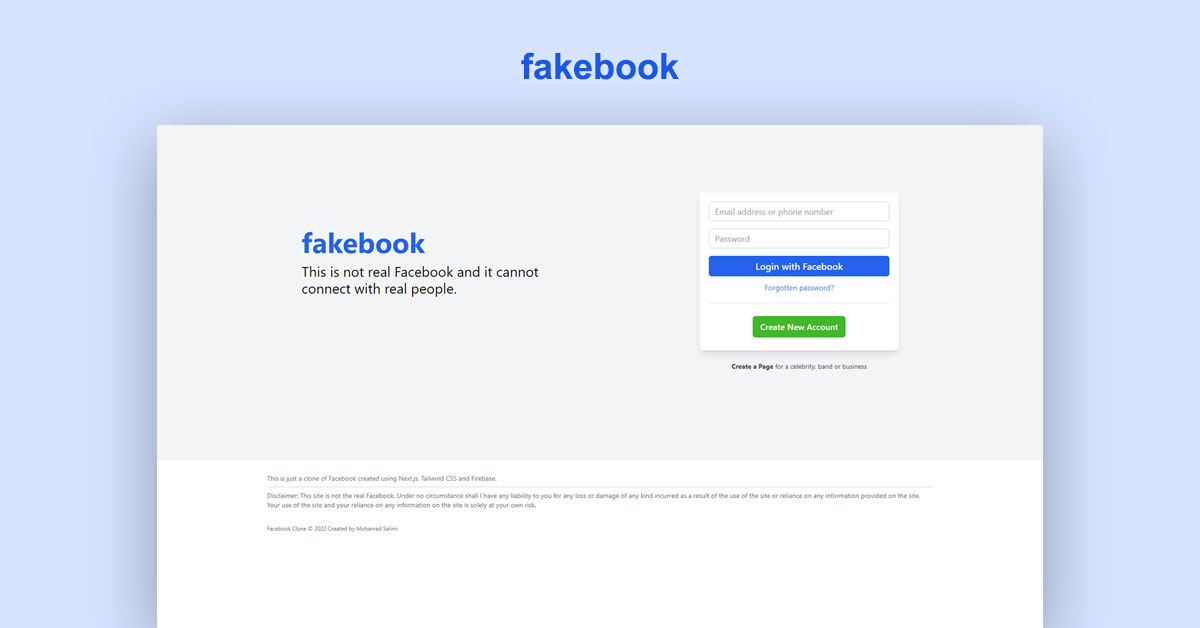 fakebook
fakebook
This is not real Facebook and it cannot
connect with real people.
Email address or phone number
Password
Login with Facebook
Forgotten password?
Create New Account
Create a Page for a celebrity, band or business
This is just a clone of Facebook created using Next.js, Tailwind CSS and Firebase.
Disclaimer: This site is not the real Facebook. Under no circumstance shall I have any liability to you for any loss or damage of any kind incurred as a result of the use of the site or reliance on any information provided on the site.
Your use of the site and your reliance on any information on the site is solely at your own risk.
Facebook Clone © 2022 Created by Mohamad Salimi